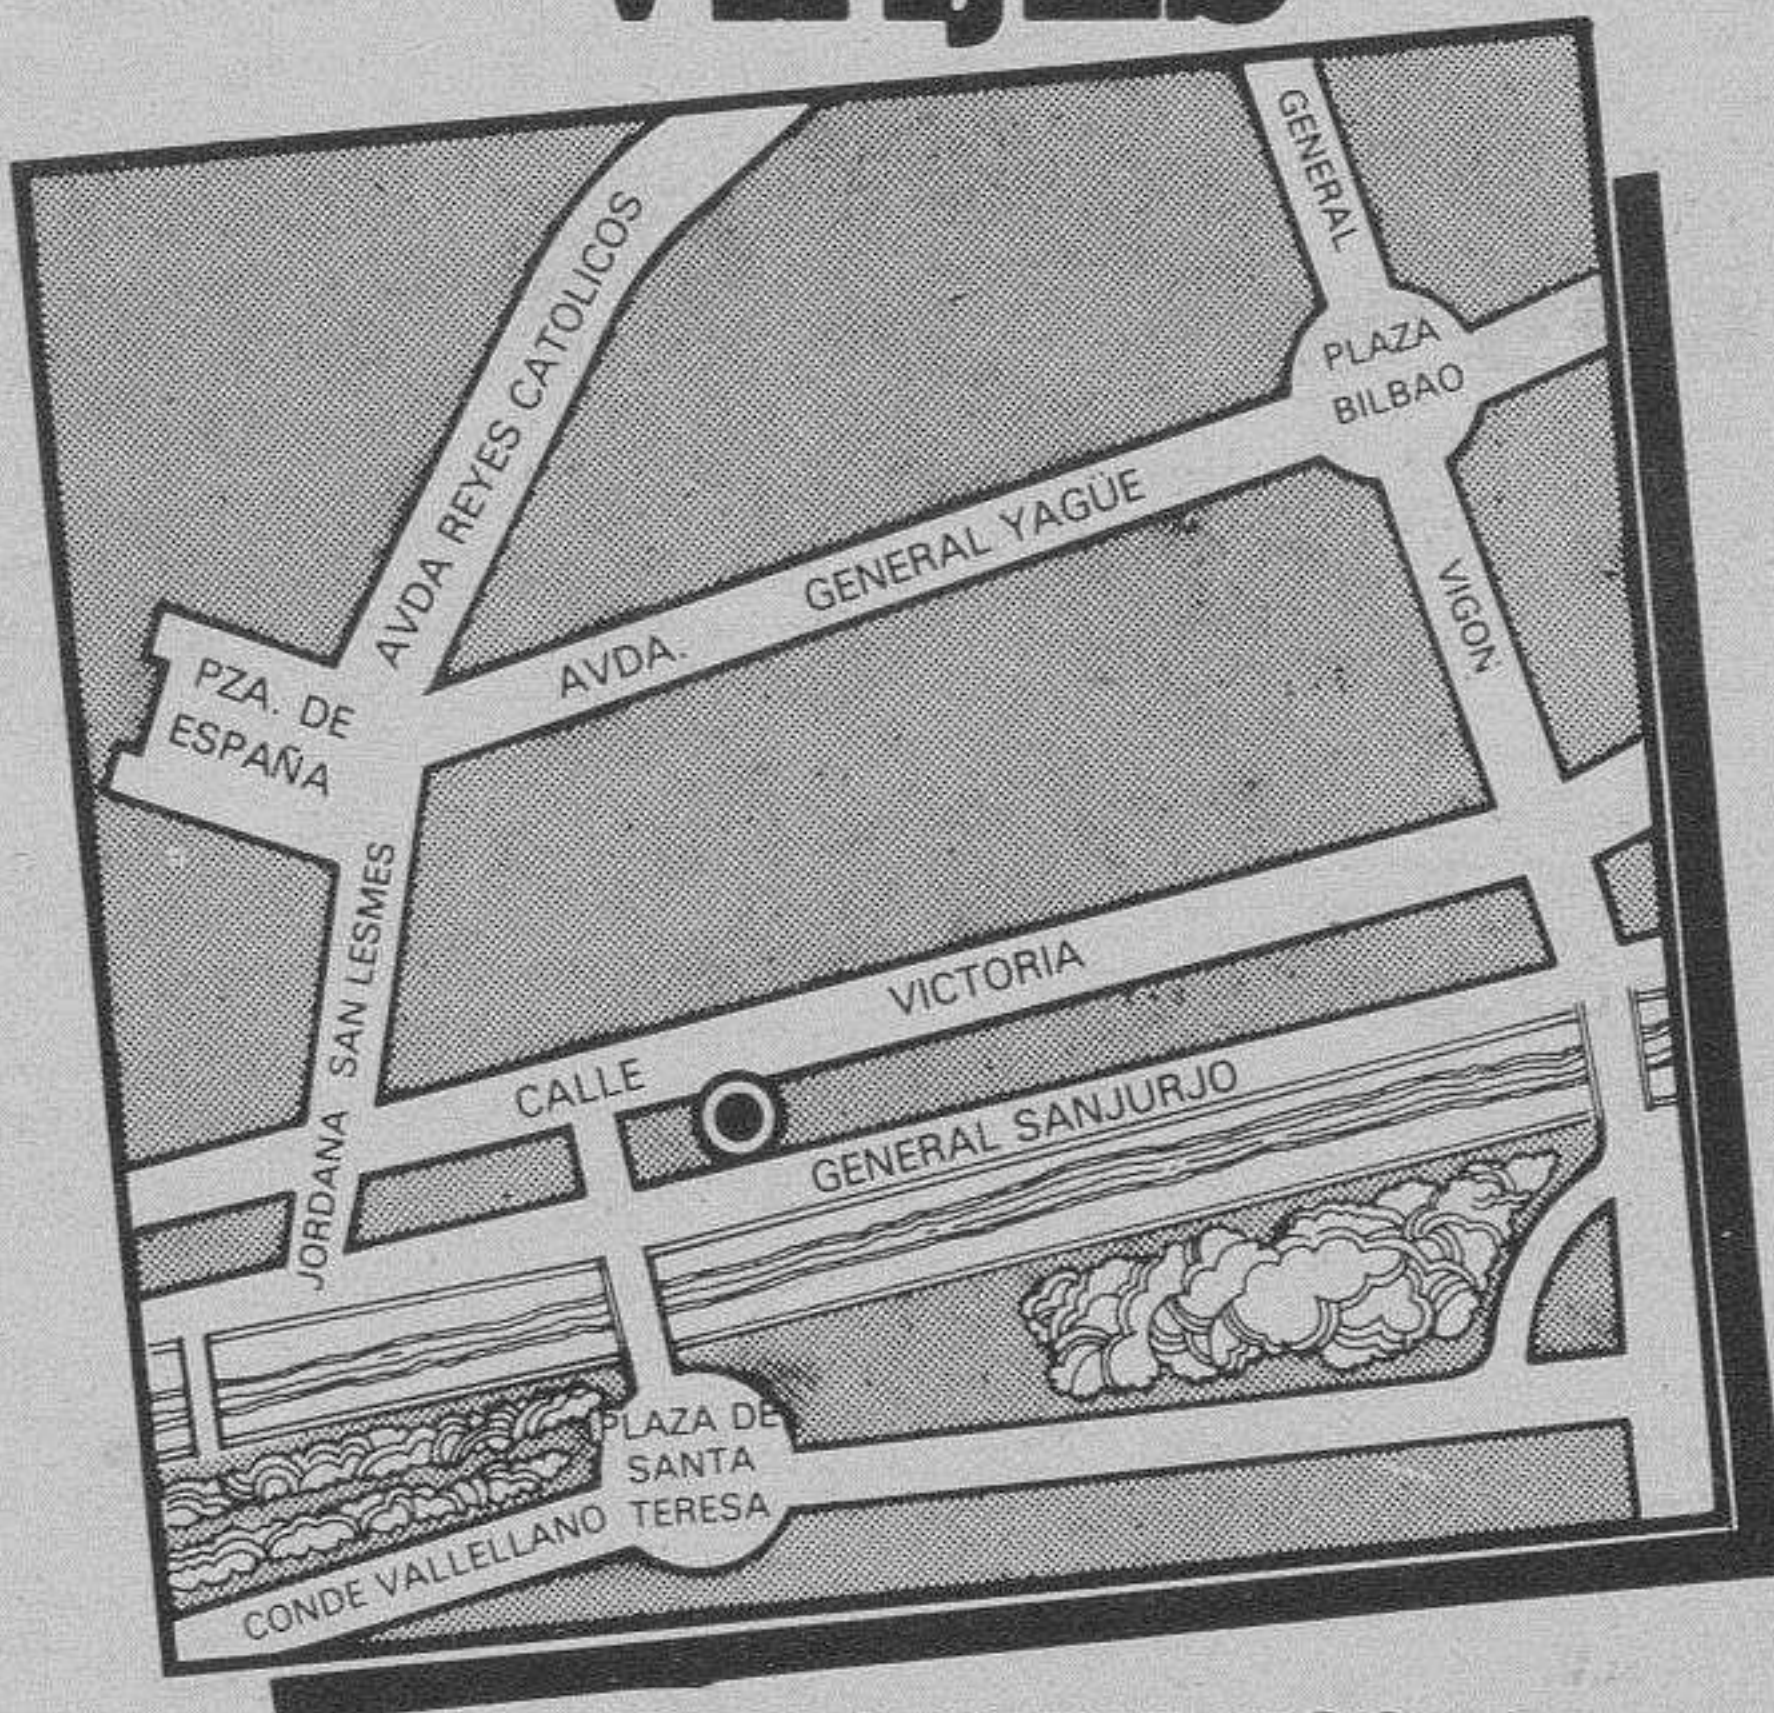 GENERAL
AVDA REYES CATOLICOS
PLAZA
BILBAO
AVDA. GENERAL YAGÜE
VIGON
PZA. DE
ESPAÑA
SAN LESMES
CALLE VICTORIA
JORDANA
GENERAL SANJURJO
PLAZA DE
SANTA
TERESA
CONDE VALLELLANO